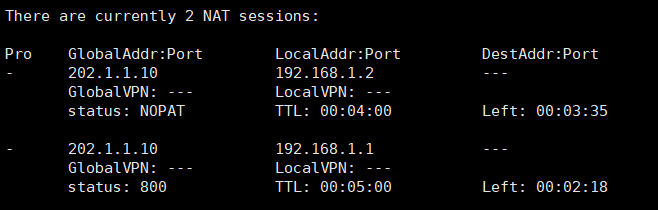 There are currently 2 NAT sessions:
Pro GlobalAddr:Port LocalAddr:Port DestAddr:Port
- 202.1.1.10 192.168.1.2 ---
GlobalVPN: --- LocalVPN: ---
status: NOPAT TTL: 00:04:00 Left: 00:03:35
- 202.1.1.10 192.168.1.1 ---
GlobalVPN: --- LocalVPN: ---
status: 800 TTL: 00:05:00 Left: 00:02:18